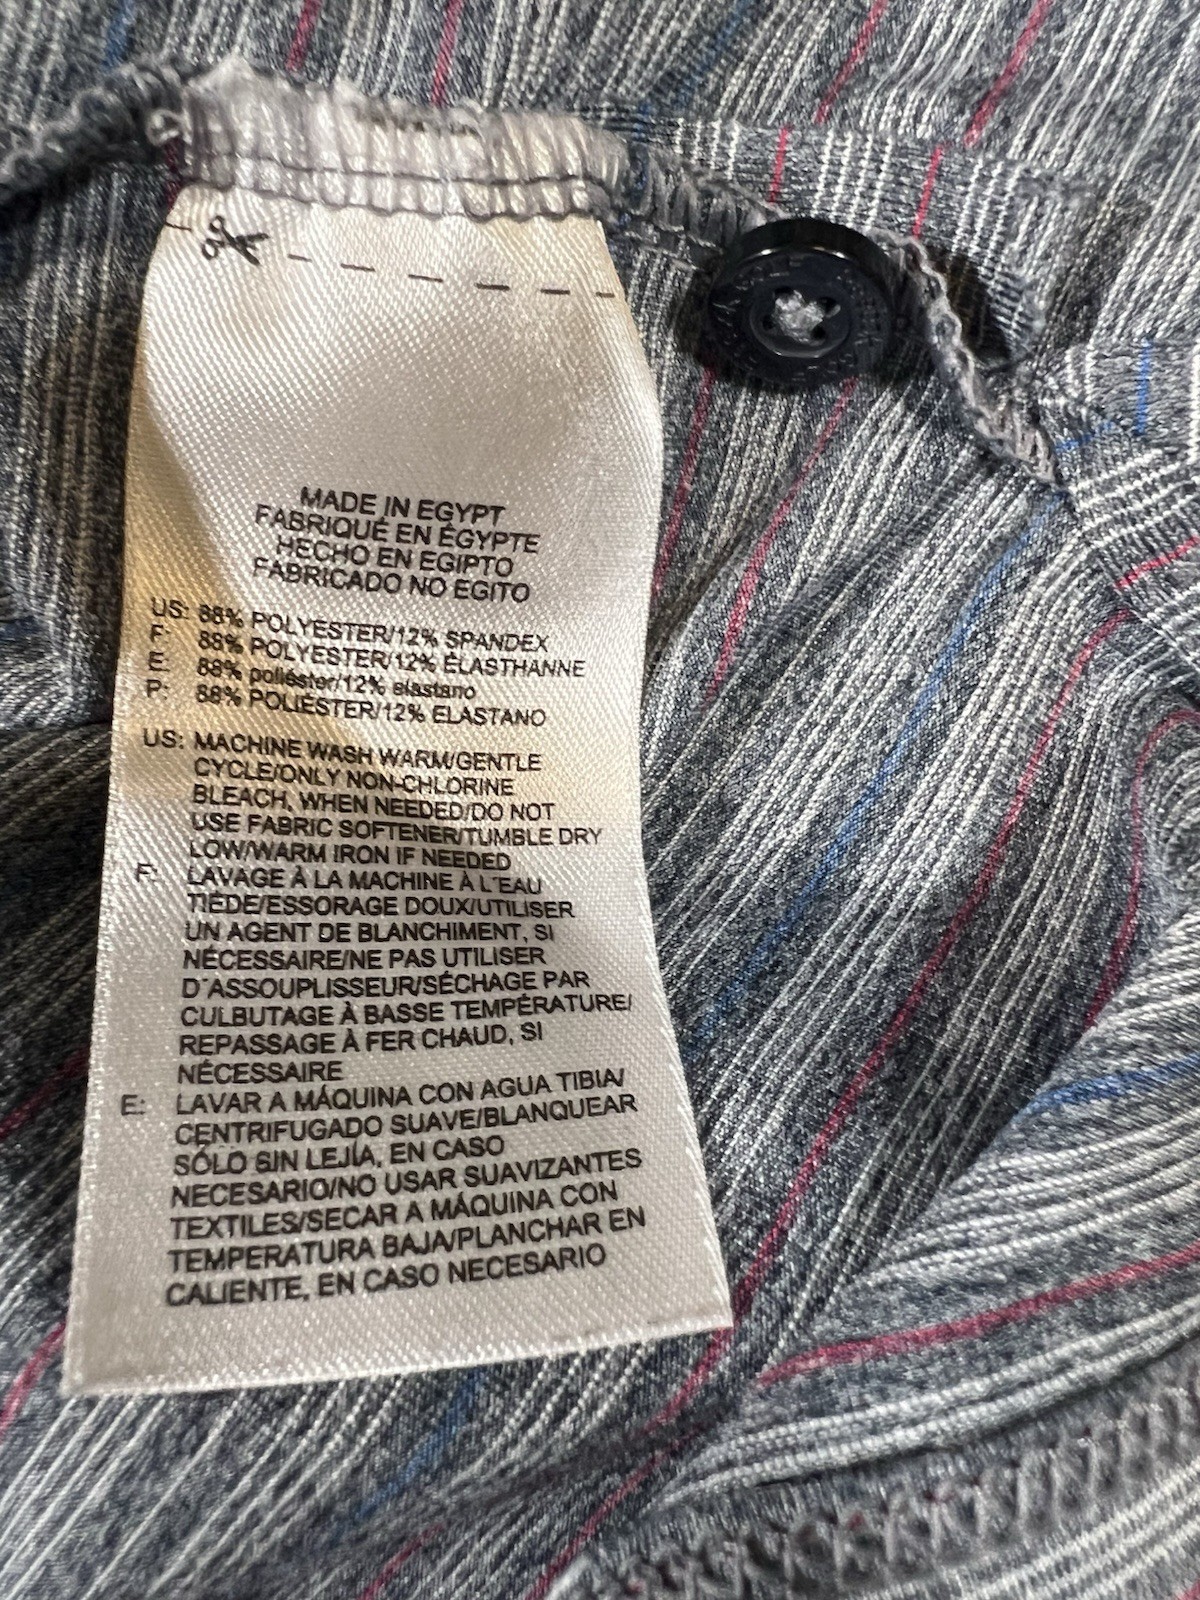 MADE IN EGYPT
FABRIQUÉ EN ÉGYPTE
HECHO EN EGIPTO
FABRICADO NO EGITO
US: 88% POLYESTER/12% SPANDEX
F: 88% POLYESTER/12% ÉLASTHANNE
E: 88% poliéster/12% elastano
P: 88% POLIÉSTER/12% ELASTANO
US: MACHINE WASH WARM/GENTLE
CYCLE/ONLY NON-CHLORINE
BLEACH, WHEN NEEDED/DO NOT
USE FABRIC SOFTENER/TUMBLE DRY
LOW/WARM IRON IF NEEDED
F: LAVAGE À LA MACHINE À L´EAU
TIÈDE/ESSORAGE DOUX/UTILISER
UN AGENT DE BLANCHIMENT, SI
NÉCESSAIRE/NE PAS UTILISER
D´ASSOUPLISSEUR/SÉCHAGE PAR
CULBUTAGE À BASSE TEMPÉRATURE/
REPASSAGE À FER CHAUD, SI
NÉCESSAIRE
E: LAVAR A MÁQUINA CON AGUA TIBIA/
CENTRIFUGADO SUAVE/BLANQUEAR
SÓLO SIN LEJÍA, EN CASO
NECESARIO/NO USAR SUAVIZANTES
TEXTILES/SECAR A MÁQUINA CON
TEMPERATURA BAJA/PLANCHAR EN
CALIENTE, EN CASO NECESARIO